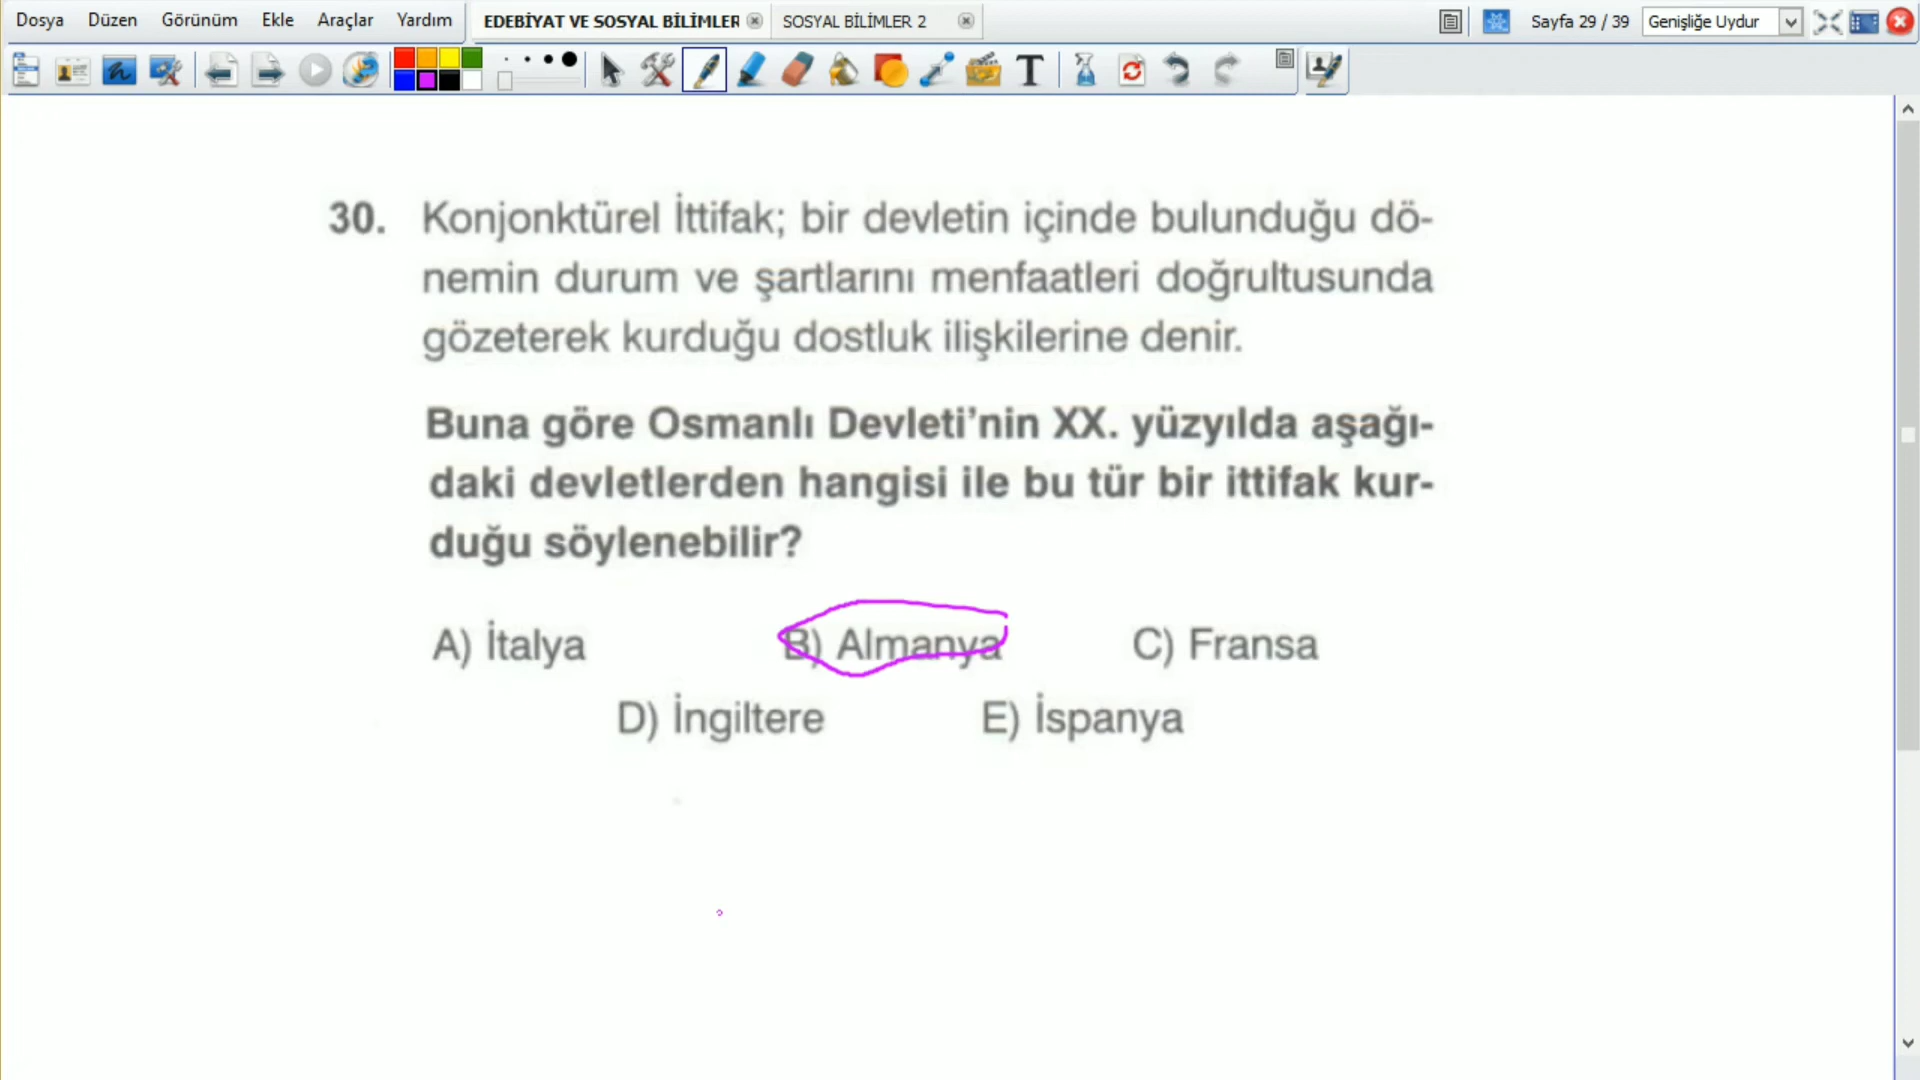 Dosya Düzen Görünüm Ekle Araçlar Yardım EDEBİYAT VE SOSYAL BİLİMLER SOSYAL BİLİMLER 2 Sayfa 29 / 39 Genişliğe Uydur
30. Konjonktürel İttifak; bir devletin içinde bulunduğu dö-
nemin durum ve şartlarını menfaatleri doğrultusunda
gözeterek kurduğu dostluk ilişkilerine denir.
Buna göre Osmanlı Devleti’nin XX. yüzyılda aşağı-
daki devletlerden hangisi ile bu tür bir ittifak kur-
duğu söylenebilir?
A) İtalya B) Almanya C) Fransa
D) İngiltere E) İspanya